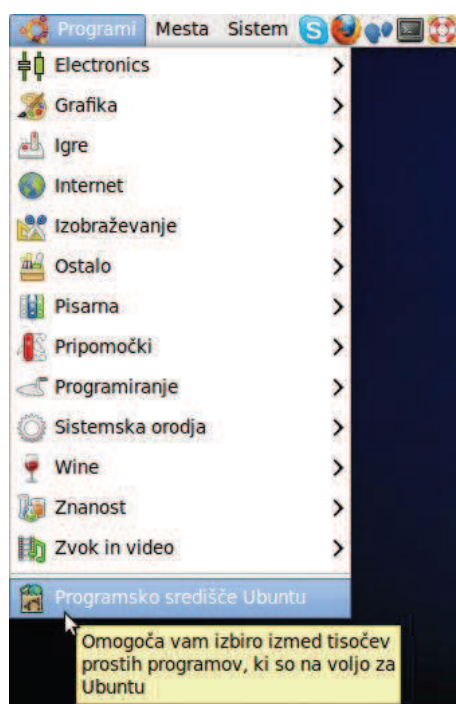 Programi Mesta Sistem
Electronics
Grafika
Igre
Internet
Izobraževanje
Ostalo
Pisarna
Pripomočki
Programiranje
Sistemska orodja
Wine
Znanost
Zvok in video
Programsko središče Ubuntu
Omogoča vam izbiro izmed tisočev
prostih programov, ki so na voljo za
Ubuntu